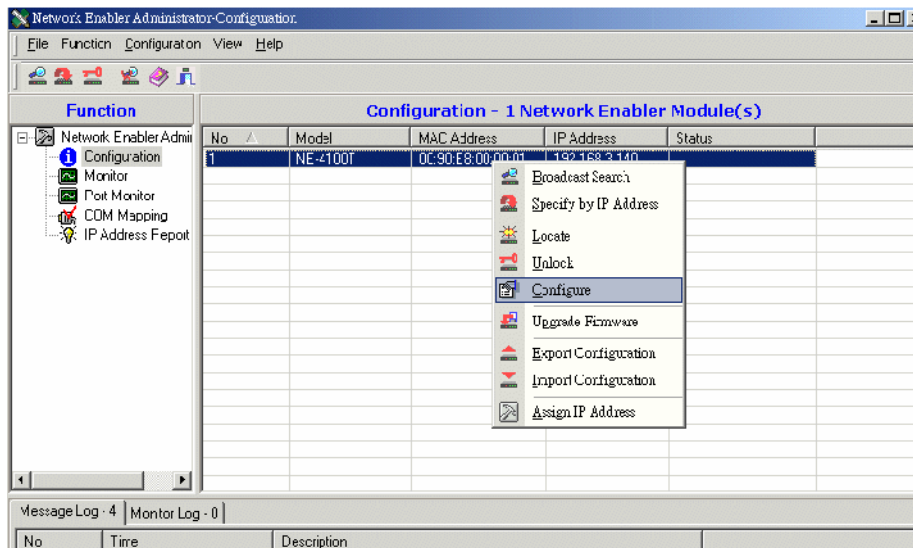 Network Enabler Administrator-Configuration
File Function Configuration View Help
Function
Configuration - 1 Network Enabler Module(s)
Network Enabler Admin
Configuration
Monitor
Port Monitor
COM Mapping
IP Address Report
No Model MAC Address IP Address Status
1 NE-4100T 0C:90:E8:00:00:01 192.168.3.140
Broadcast Search
Specify by IP Address
Locate
Unlock
Configure
Upgrade Firmware
Export Configuration
Import Configuration
Assign IP Address
Message Log - 4 Monitor Log - 0
No Time Description